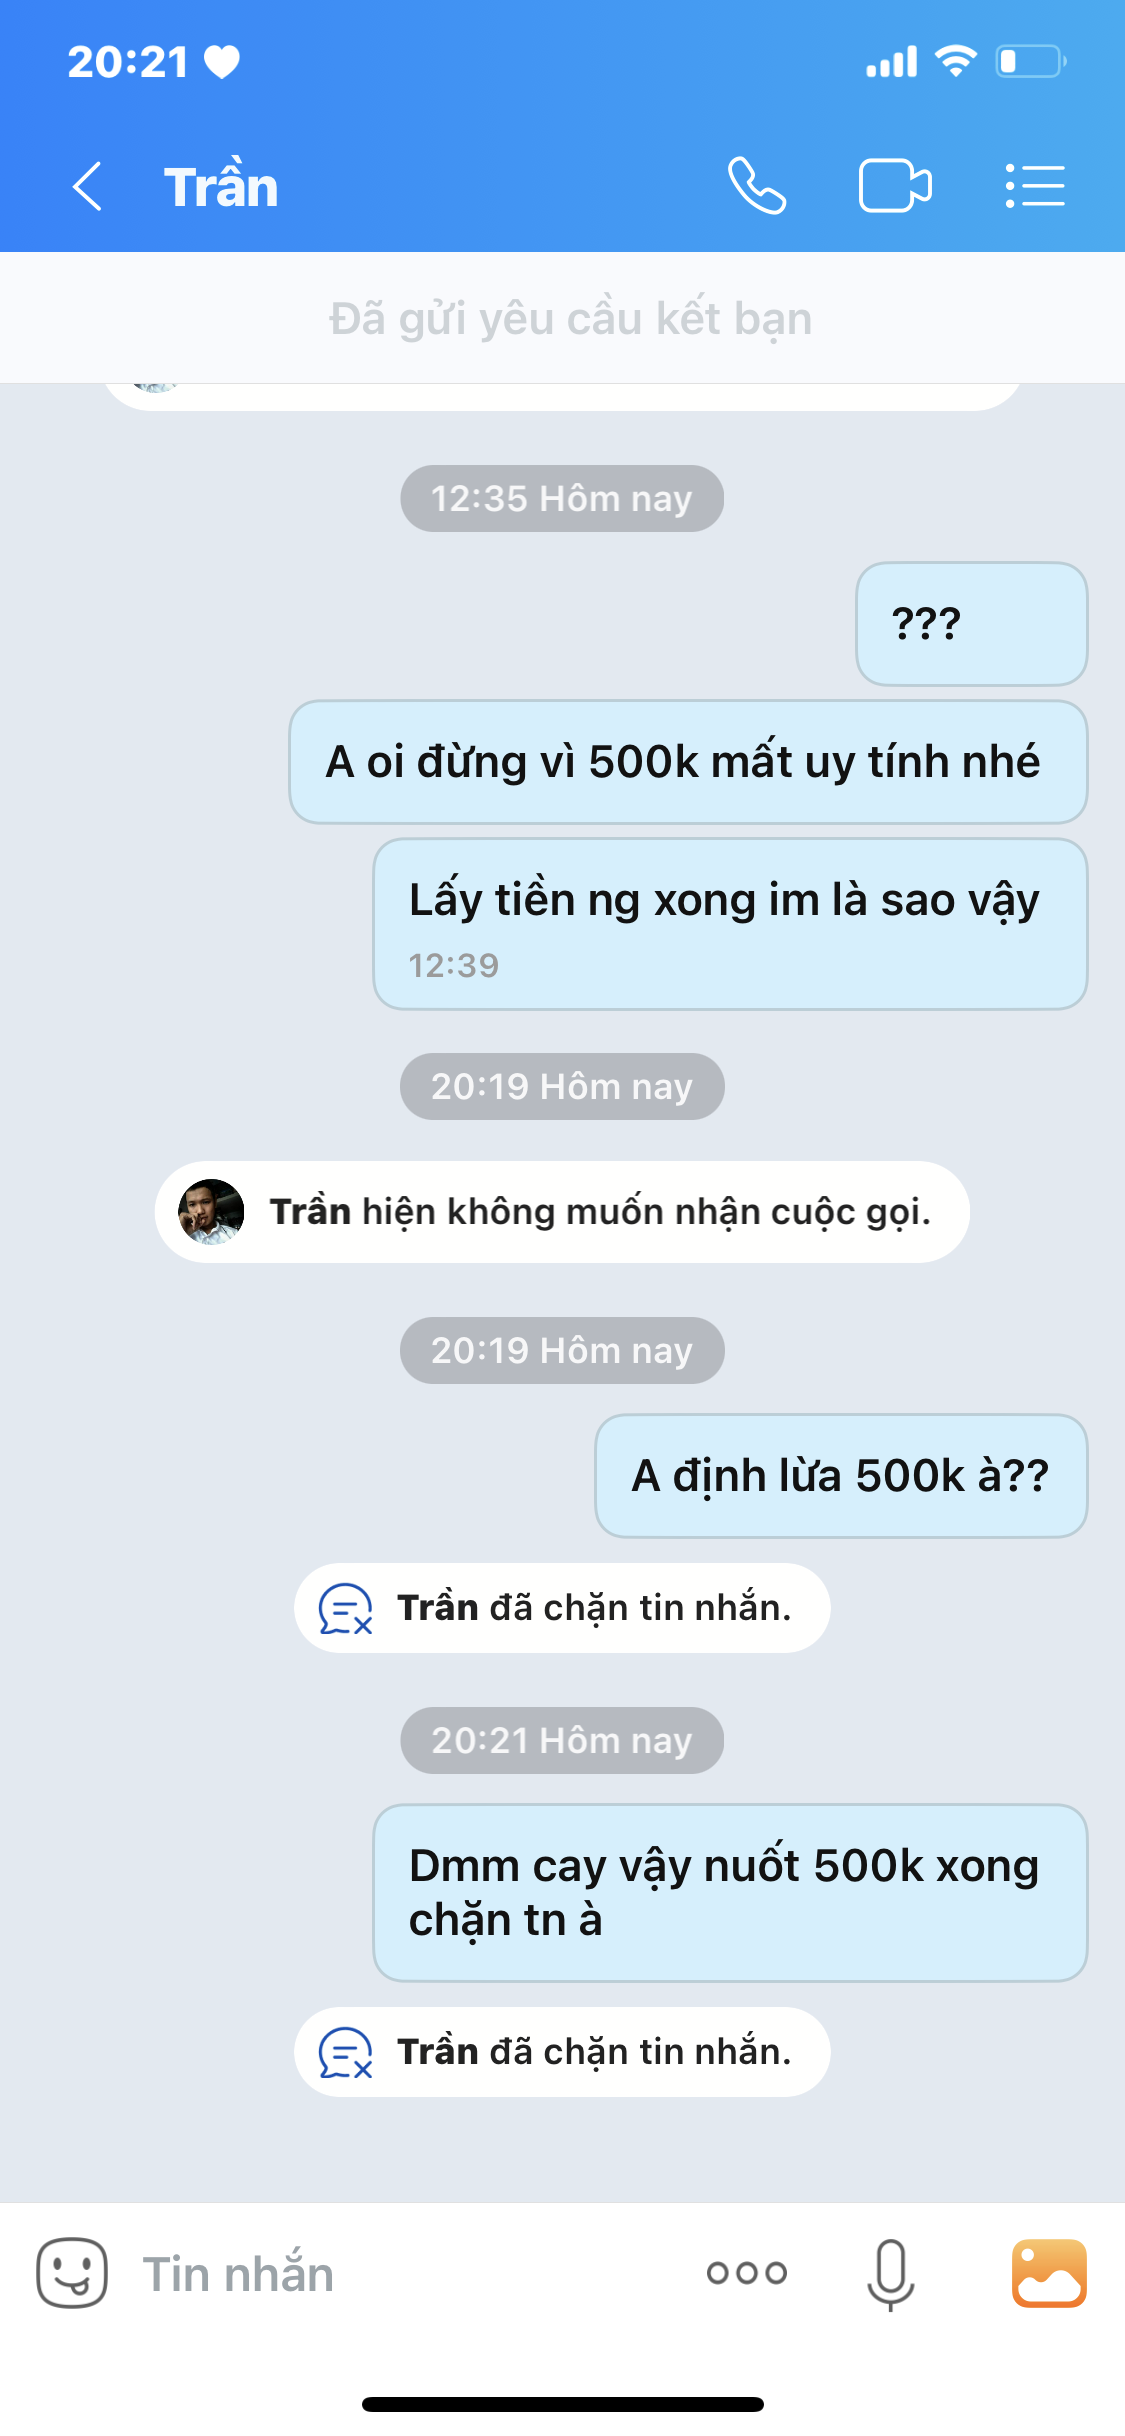 20:21
Trần
Đã gửi yêu cầu kết bạn
12:35 Hôm nay
???
A oi đừng vì 500k mất uy tính nhé
Lấy tiền ng xong im là sao vậy
12:39
20:19 Hôm nay
Trần hiện không muốn nhận cuộc gọi.
20:19 Hôm nay
A định lừa 500k à??
Trần đã chặn tin nhắn.
20:21 Hôm nay
Dmm cay vậy nuốt 500k xong
chặn tn à
Trần đã chặn tin nhắn.
Tin nhắn